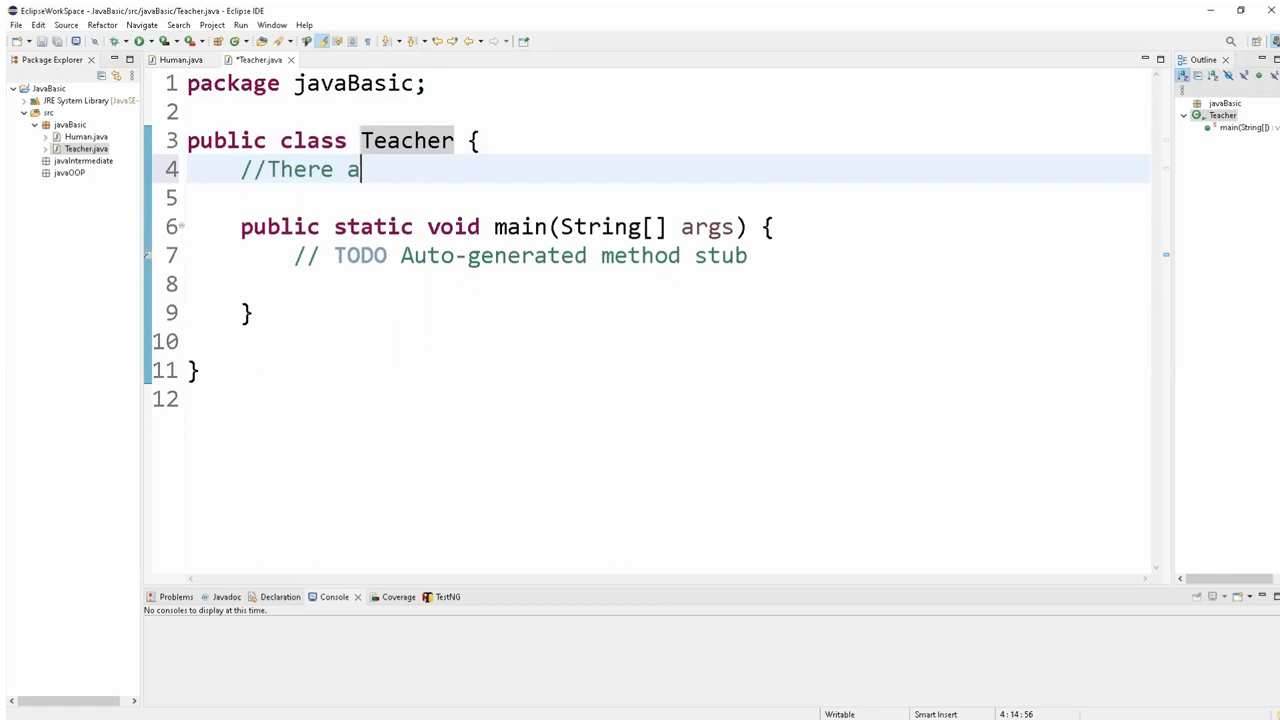 EclipseWorkSpace - JavaBasic/src/javaBasic/Teacher.java - Eclipse IDE
File Edit Source Refactor Navigate Search Project Run Window Help
Package Explorer
JavaBasic
JRE System Library [JavaSE-
src
javaBasic
Human.java
Teacher.java
javaIntermediate
javaOOP
Human.java *Teacher.java
1 package javaBasic;
2
3 public class Teacher {
4 //There a
5
6 public static void main(String[] args) {
7 // TODO Auto-generated method stub
8
9 }
10
11 }
12
Outline
javaBasic
Teacher
S
main(String[]) : v
Problems Javadoc Declaration Console Coverage TestNG
No consoles to display at this time.
Writable Smart Insert 4 : 14 : 56